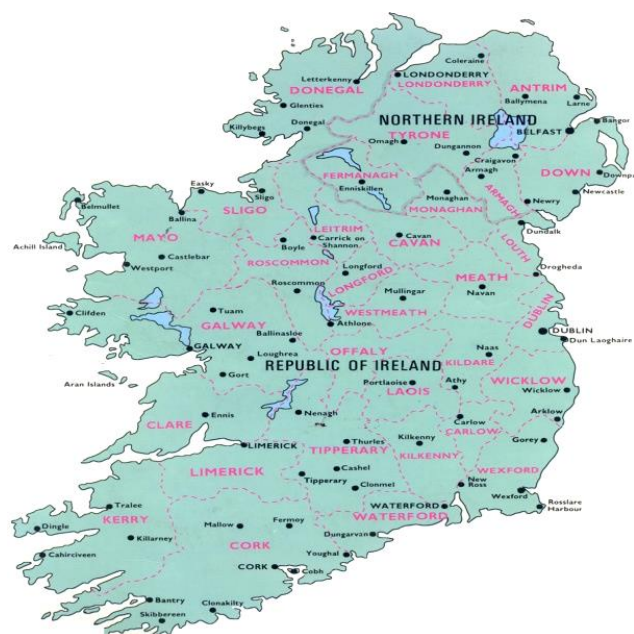 Coleraine
LONDONDERRY
LONDONDERRY
Letterkenny
DONEGAL
ANTRIM
Ballymena
Larne
Glenties
NORTHERN IRELAND
Bangor
Killybegs
Donegal
TYRONE
BELFAST
Omagh
Dungannon
Craigavon
DOWN
Downpa
FERMANAGH
Armagh
Enniskillen
Newcastle
Easky
Sligo
Monaghan
ARMAGH
Newry
Belmullet
SLIGO
MONAGHAN
Ballina
LEITRIM
Dundalk
MAYO
Carrick on
Shannon
Cavan
CAVAN
LOUTH
Achill Island
Boyle
Castlebar
ROSCOMMON
Westport
Longford
LONGFORD
MEATH
Drogheda
Roscommon
Mullingar
Navan
Clifden
Tuam
WESTMEATH
GALWAY
DUBLIN
Ballinasloe
Athlone
DUBLIN
GALWAY
OFFALY
Naas
Dun Laoghaire
Loughrea
REPUBLIC OF IRELAND
KILDARE
Aran Islands
Gort
Portlaoise
Athy
WICKLOW
LAOIS
Wicklow
Ennis
Nenagh
CLARE
Carlow
Arklow
CARLOW
LIMERICK
Thurles
Kilkenny
Gorey
TIPPERARY
KILKENNY
LIMERICK
Cashel
WEXFORD
Tipperary
Clonmel
New
Ross
Wexford
Tralee
WATERFORD
Rosslare
Harbour
KERRY
WATERFORD
Dingle
Mallow
Fermoy
Killarney
Dungarvan
CORK
Cahirciveen
Youghal
CORK
Cobh
Bantry
Clonakilty
Skibbereen